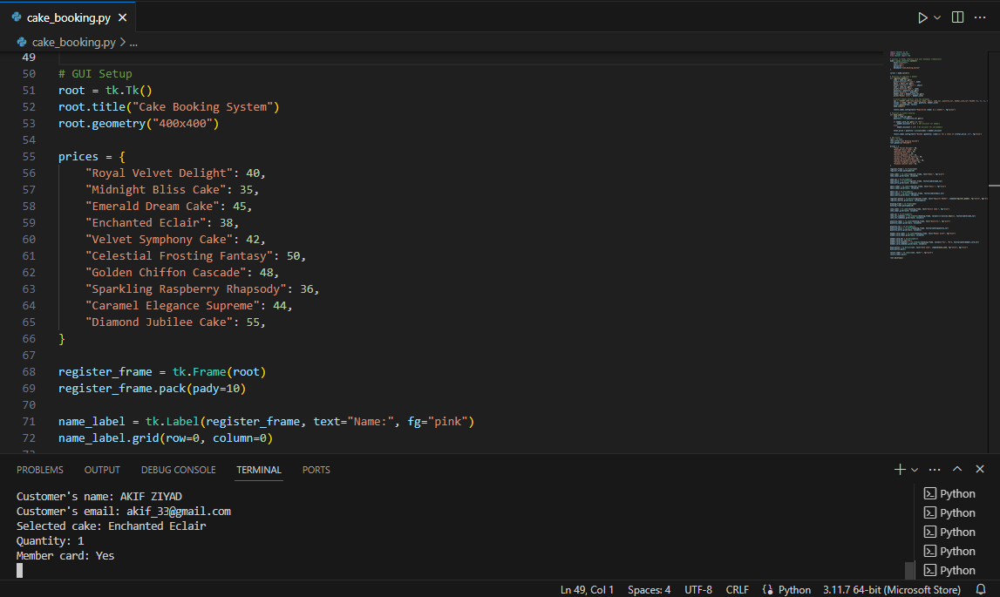 cake_booking.py
cake_booking.py > ...
49
50 # GUI Setup
51 root = tk.Tk()
52 root.title("Cake Booking System")
53 root.geometry("400x400")
54
55 prices = {
56 "Royal Velvet Delight": 40,
57 "Midnight Bliss Cake": 35,
58 "Emerald Dream Cake": 45,
59 "Enchanted Eclair": 38,
60 "Velvet Symphony Cake": 42,
61 "Celestial Frosting Fantasy": 50,
62 "Golden Chiffon Cascade": 48,
63 "Sparkling Raspberry Rhapsody": 36,
64 "Caramel Elegance Supreme": 44,
65 "Diamond Jubilee Cake": 55,
66 }
67
68 register_frame = tk.Frame(root)
69 register_frame.pack(pady=10)
70
71 name_label = tk.Label(register_frame, text="Name:", fg="pink")
72 name_label.grid(row=0, column=0)
PROBLEMS OUTPUT DEBUG CONSOLE TERMINAL PORTS
Customer's name: AKIF ZIYAD
Customer's email: akif_33@gmail.com
Selected cake: Enchanted Eclair
Quantity: 1
Member card: Yes
Python
Python
Python
Python
Python
Ln 49, Col 1 Spaces: 4 UTF-8 CRLF Python 3.11.7 64-bit (Microsoft Store)